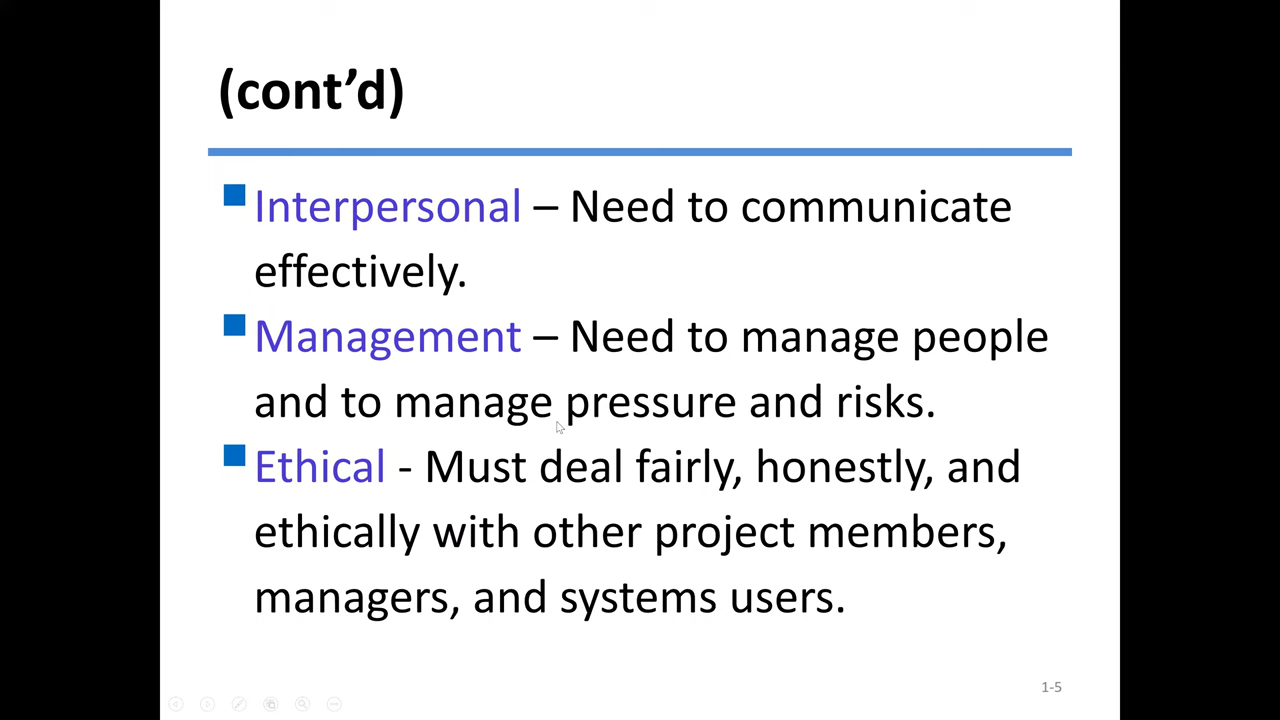 (cont’d)
Interpersonal – Need to communicate
effectively.
Management – Need to manage people
and to manage pressure and risks.
Ethical - Must deal fairly, honestly, and
ethically with other project members,
managers, and systems users.
1-5